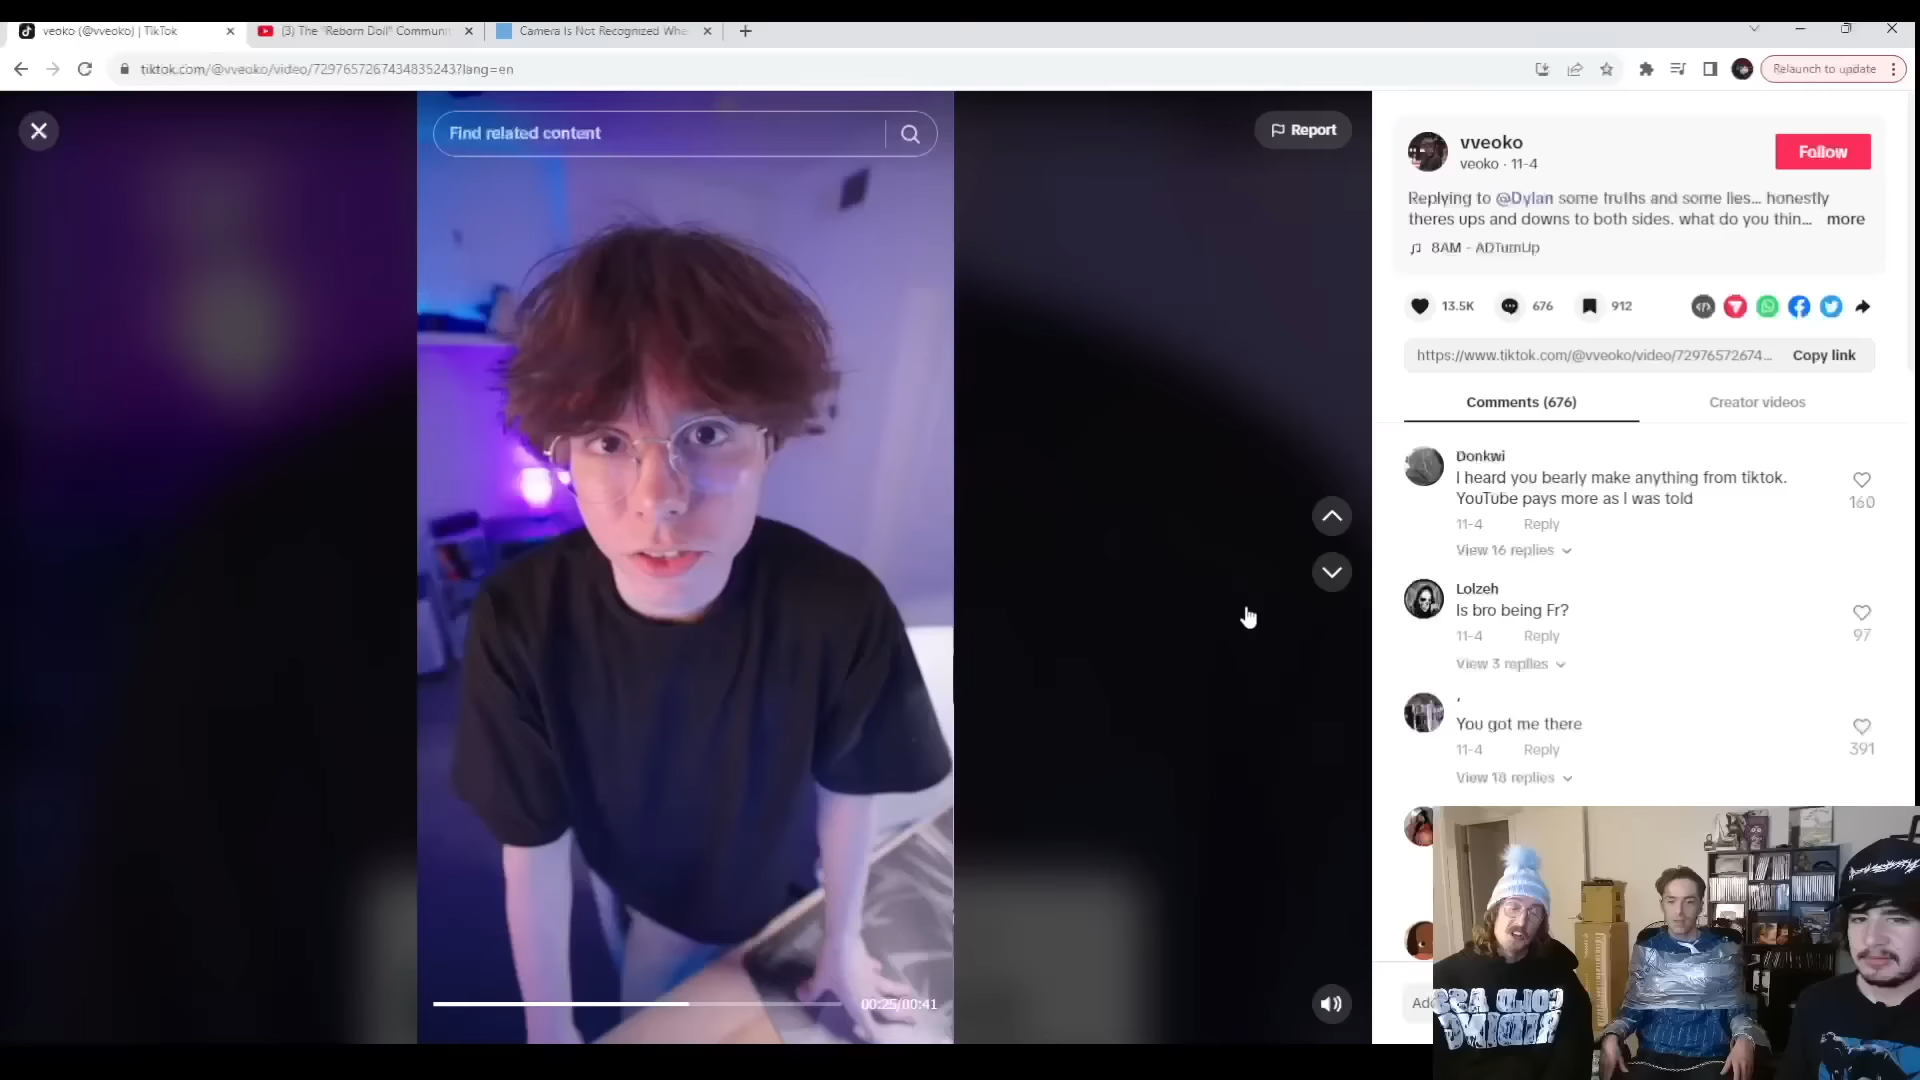 veoko (@vveoko) | TikTok
(3) The "Reborn Doll" Communi
Camera Is Not Recognized Whe
tiktok.com/@vveoko/video/7297657267434835243?lang=en
Relaunch to update
Find related content
Report
vveoko
veoko · 11-4
Follow
Replying to @Dylan some truths and some lies... honestly
theres ups and downs to both sides. what do you thin... more
8AM - ADTurnUp
13.5K
676
912
https://www.tiktok.com/@vveoko/video/72976572674...
Copy link
Comments (676)
Creator videos
Donkwi
I heard you bearly make anything from tiktok.
YouTube pays more as I was told
160
11-4 Reply
View 16 replies
Lolzeh
Is bro being Fr?
97
11-4 Reply
View 3 replies
,
You got me there
391
11-4 Reply
View 18 replies
00:25/00:41